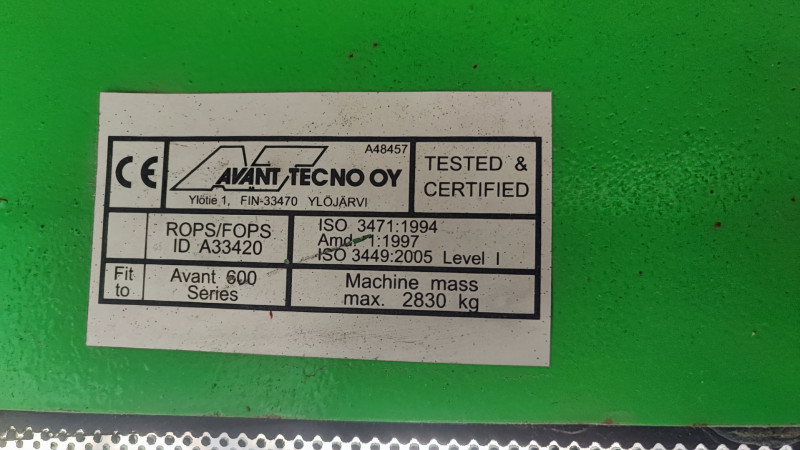 CE
A48457
AVANT TECNO OY
Ylötie 1, FIN-33470 YLÖJÄRVI
TESTED &
CERTIFIED
ROPS/FOPS
ID A33420
ISO 3471:1994
Amd. 1:1997
ISO 3449:2005 Level I
Fit
to
Avant 600
Series
Machine mass
max. 2830 kg